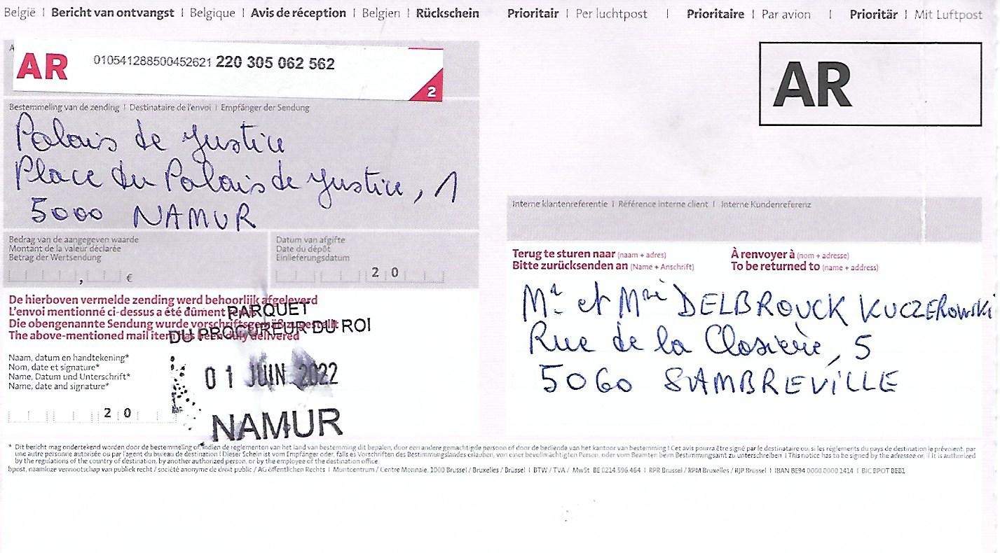 België | Bericht van ontvangst | Belgique | Avis de réception | Belgien | Rückschein
Prioritair | Per luchtpost | Prioritaire | Par avion | Prioritär | Mit Luftpost
A
AR 010541288500452621 220 305 062 562
2
AR
Bestemmeling van de zending | Destinataire de l'envoi | Empfänger der Sendung
Palais de Justice
Place du Palais de Justice, 1
5000 NAMUR
Interne klantenreferentie | Référence interne client | Interne Kundenreferenz
Bedrag van de aangegeven waarde
Montant de la valeur déclarée
Betrag der Wertsendung
, €
Datum van afgifte
Date du dépôt
Einlieferungsdatum
2 0
Terug te sturen naar (naam + adres)
Bitte zurücksenden an (Name + Anschrift)
À renvoyer à (nom + adresse)
To be returned to (name + address)
Mr et Mme DELBROUCK KUCZEROWSKI
Rue de la Closière, 5
5060 SAMBREVILLE
De hierboven vermelde zending werd behoorlijk afgeleverd
L'envoi mentionné ci-dessus a été dûment
Die obengenannte Sendung wurde vorschriftsgemäß zugestellt
The above-mentioned mail item has been duly delivered
PARQUET
DU PROCUREUR DU ROI
01 JUIN 2022
NAMUR
Naam, datum en handtekening*
Nom, date et signature*
Name, Datum und Unterschrift*
Name, date and signature*
2 0
* Dit bericht mag ondertekend worden door de bestemmeling of, indien de reglementen van het land van bestemming dit bepalen, door een andere gemachtigde persoon of door de bediende van het kantoor van bestemming | Cet avis pourra être signé par le destinataire ou, si les règlements du pays de destination le prévoient, par
une autre personne autorisée ou par l'agent du bureau de destination | Dieser Schein ist vom Empfänger oder, falls es Vorschriften des Bestimmungslandes erlauben, von einer bevollmächtigten Person, oder vom Beamten beim Bestimmungsamt zu unterschreiben | This notice has to be signed by the addressee or, if it is authorized
by the regulations of the country of destination, by another authorized person, or by the employee of the destination office.
bpost, naamloze vennootschap van publiek recht / société anonyme de droit public / AG öffentlichen Rechts | Muntcentrum / Centre Monnaie, 1000 Brussel / Bruxelles / Brüssel | BTW / TVA / MwSt BE 0214.596.464 | RPR Brussel / RPM Bruxelles / RJP Brüssel | IBAN BE94 0000 0000 1414 | BIC BPOT BEB1